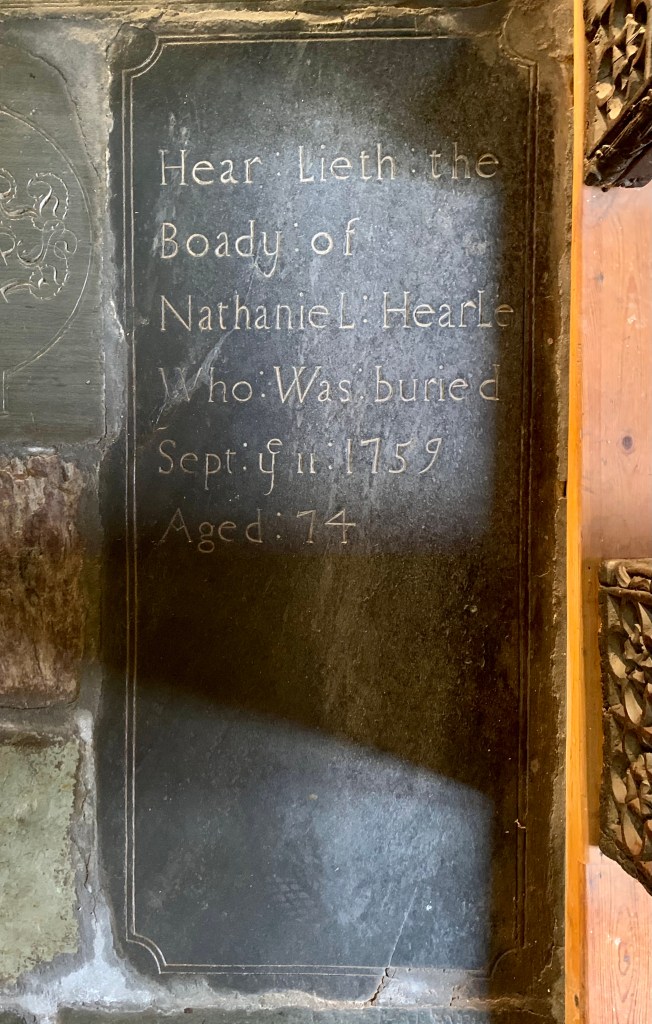 Hear : Lieth : the
Boady : of
NathanieL : HearLe
Who : Was : buried
Sept : yᵉ 11 : 1759
Aged : 74